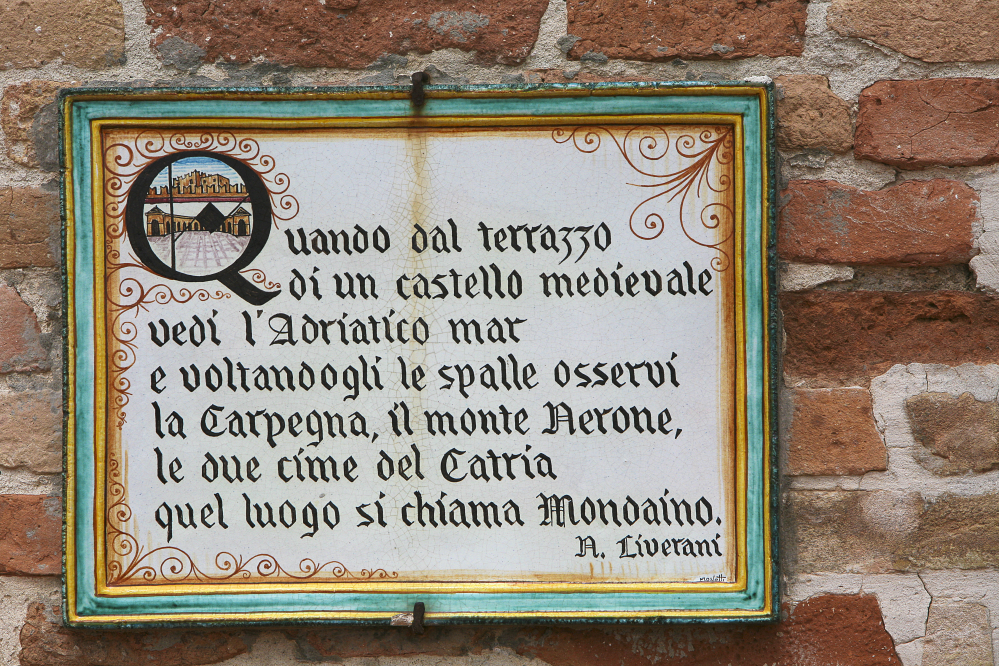 Quando dal terrazzo
di un castello medievale
vedi l'Adriatico mar
e voltandogli le spalle osservi
la Carpegna, il monte Nerone,
le due cime del Catria
quel luogo si chiama Mondaino.
N. Liverani